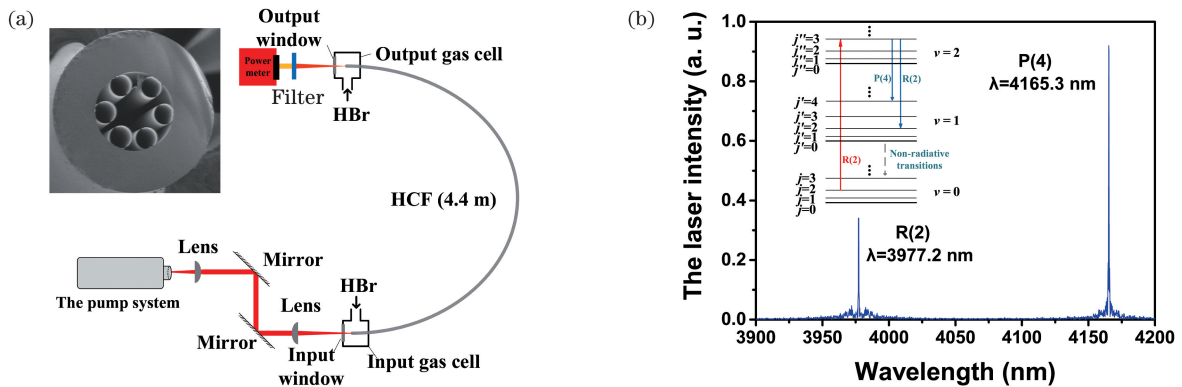 (a)
Output
window
Output gas cell
Power
meter
Filter
HBr
HCF (4.4 m)
Lens
Mirror
The pump system
HBr
Lens
Mirror
Input
window
Input gas cell
(b)
The laser intensity (a. u.)
1.0
0.8
0.6
0.4
0.2
0.0
3900
3950
4000
4050
4100
4150
4200
Wavelength (nm)
P(4)
λ=4165.3 nm
R(2)
λ=3977.2 nm
j''=3
j''=2
j''=1
j''=0
v = 2
P(4)
R(2)
j'=4
j'=3
j'=2
j'=1
j'=0
v = 1
R(2)
Non-radiative
transitions
j=3
j=2
j=1
j=0
v = 0